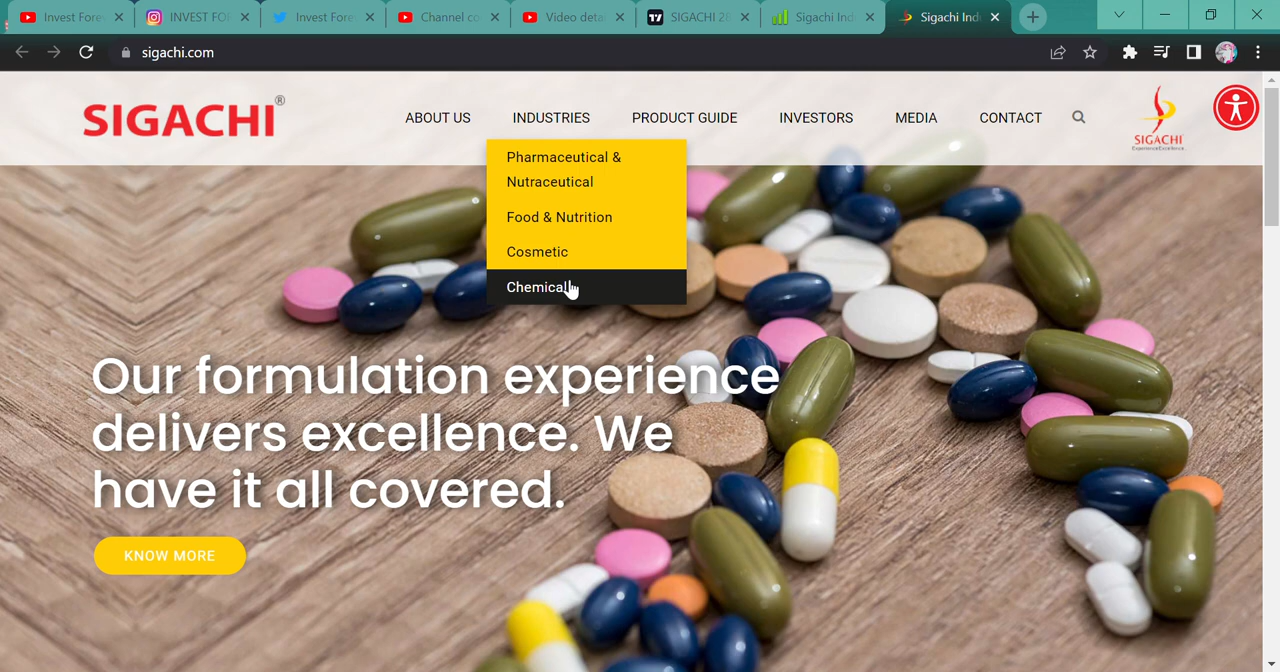 Invest Fore
INVEST FO
Invest Fore
Channel co
Video deta
SIGACHI 28
Sigachi Ind
Sigachi Ind
sigachi.com
SIGACHI®
ABOUT US
INDUSTRIES
PRODUCT GUIDE
INVESTORS
MEDIA
CONTACT
SIGACHI
ExperienceExcellence...
Pharmaceutical &
Nutraceutical
Food & Nutrition
Cosmetic
Chemical
Our formulation experience
delivers excellence. We
have it all covered.
KNOW MORE